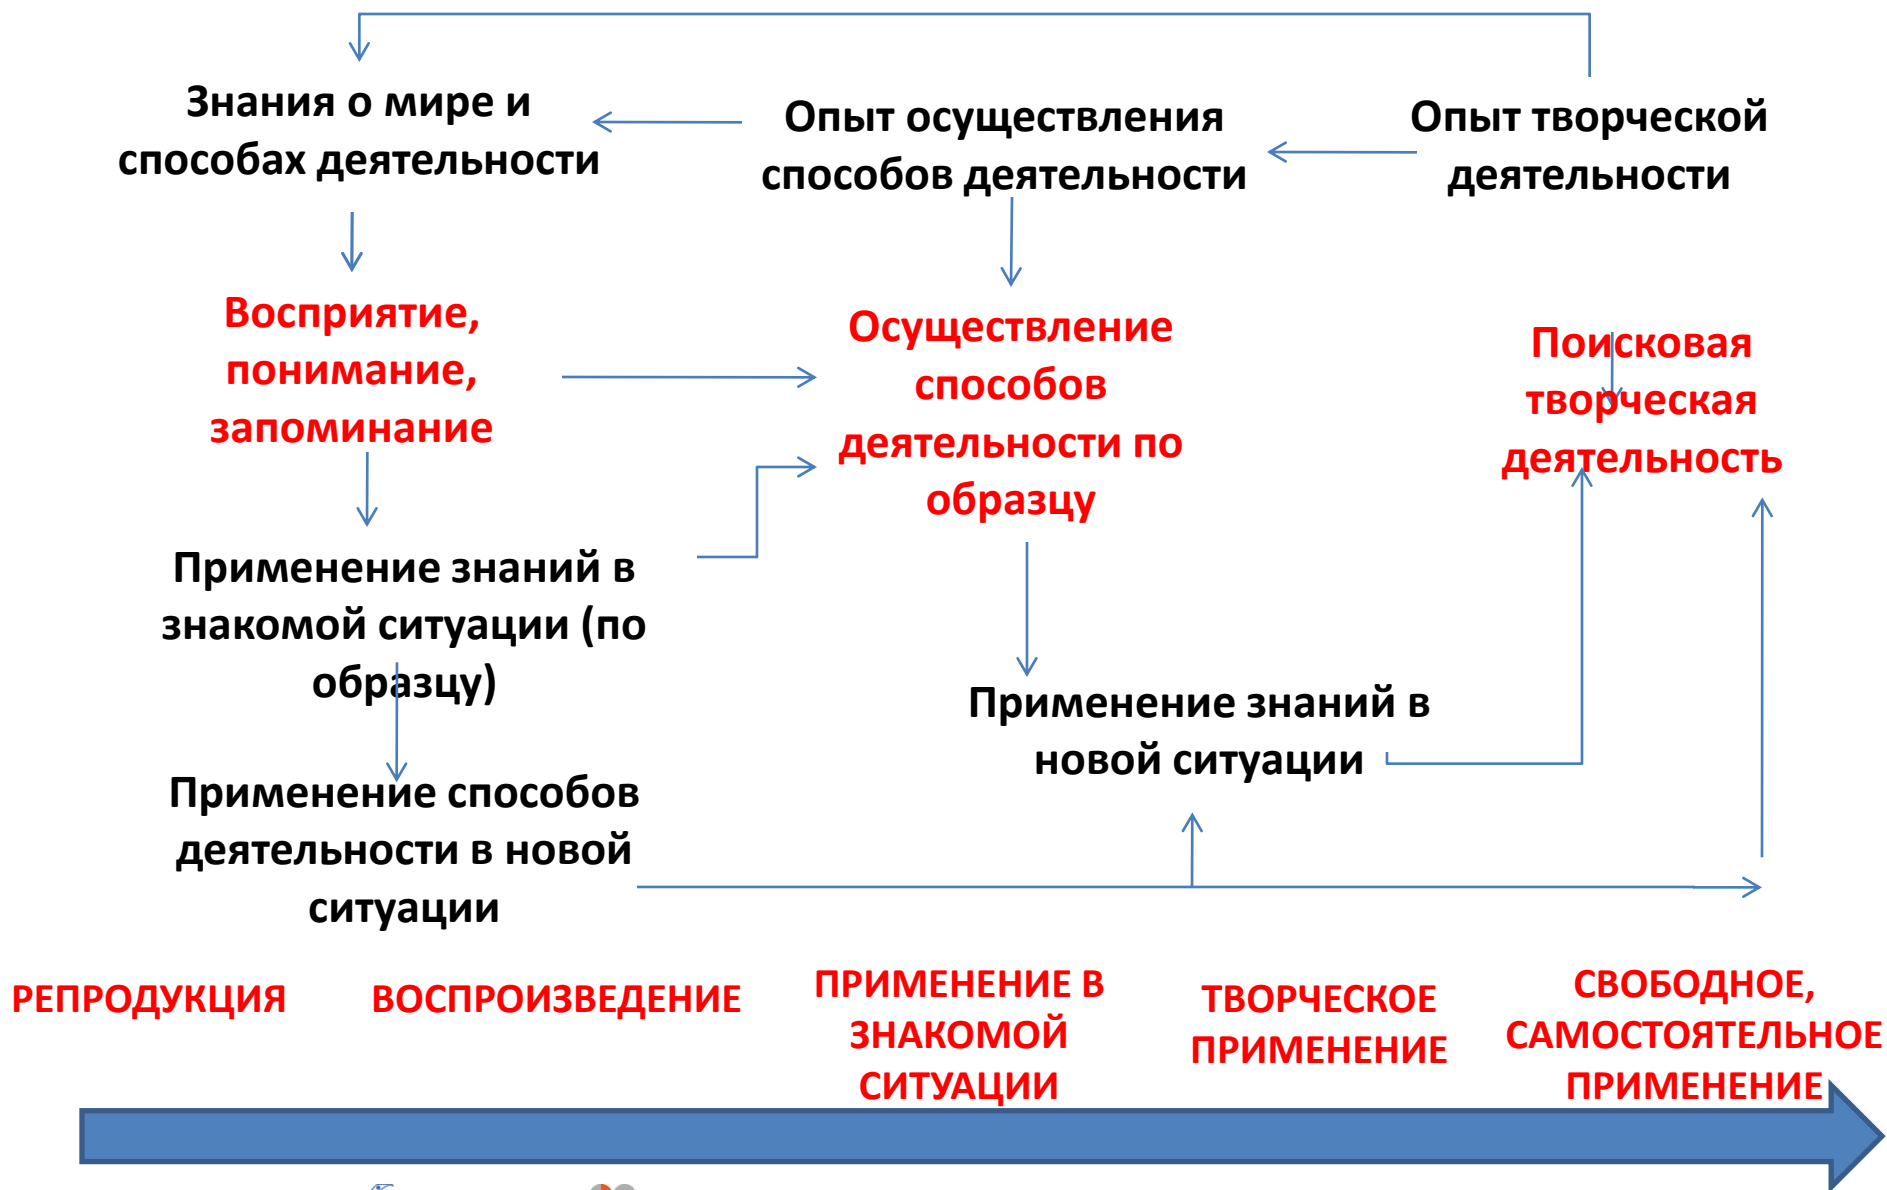 Знания о мире и
способах деятельности
Опыт осуществления
способов деятельности
Опыт творческой
деятельности
Восприятие,
понимание,
запоминание
Осуществление
способов
деятельности по
образцу
Поисковая
творческая
деятельность
Применение знаний в
знакомой ситуации (по
образцу)
Применение знаний в
новой ситуации
Применение способов
деятельности в новой
ситуации
РЕПРОДУКЦИЯ
ВОСПРОИЗВЕДЕНИЕ
ПРИМЕНЕНИЕ В
ЗНАКОМОЙ
СИТУАЦИИ
ТВОРЧЕСКОЕ
ПРИМЕНЕНИЕ
СВОБОДНОЕ,
САМОСТОЯТЕЛЬНОЕ
ПРИМЕНЕНИЕ